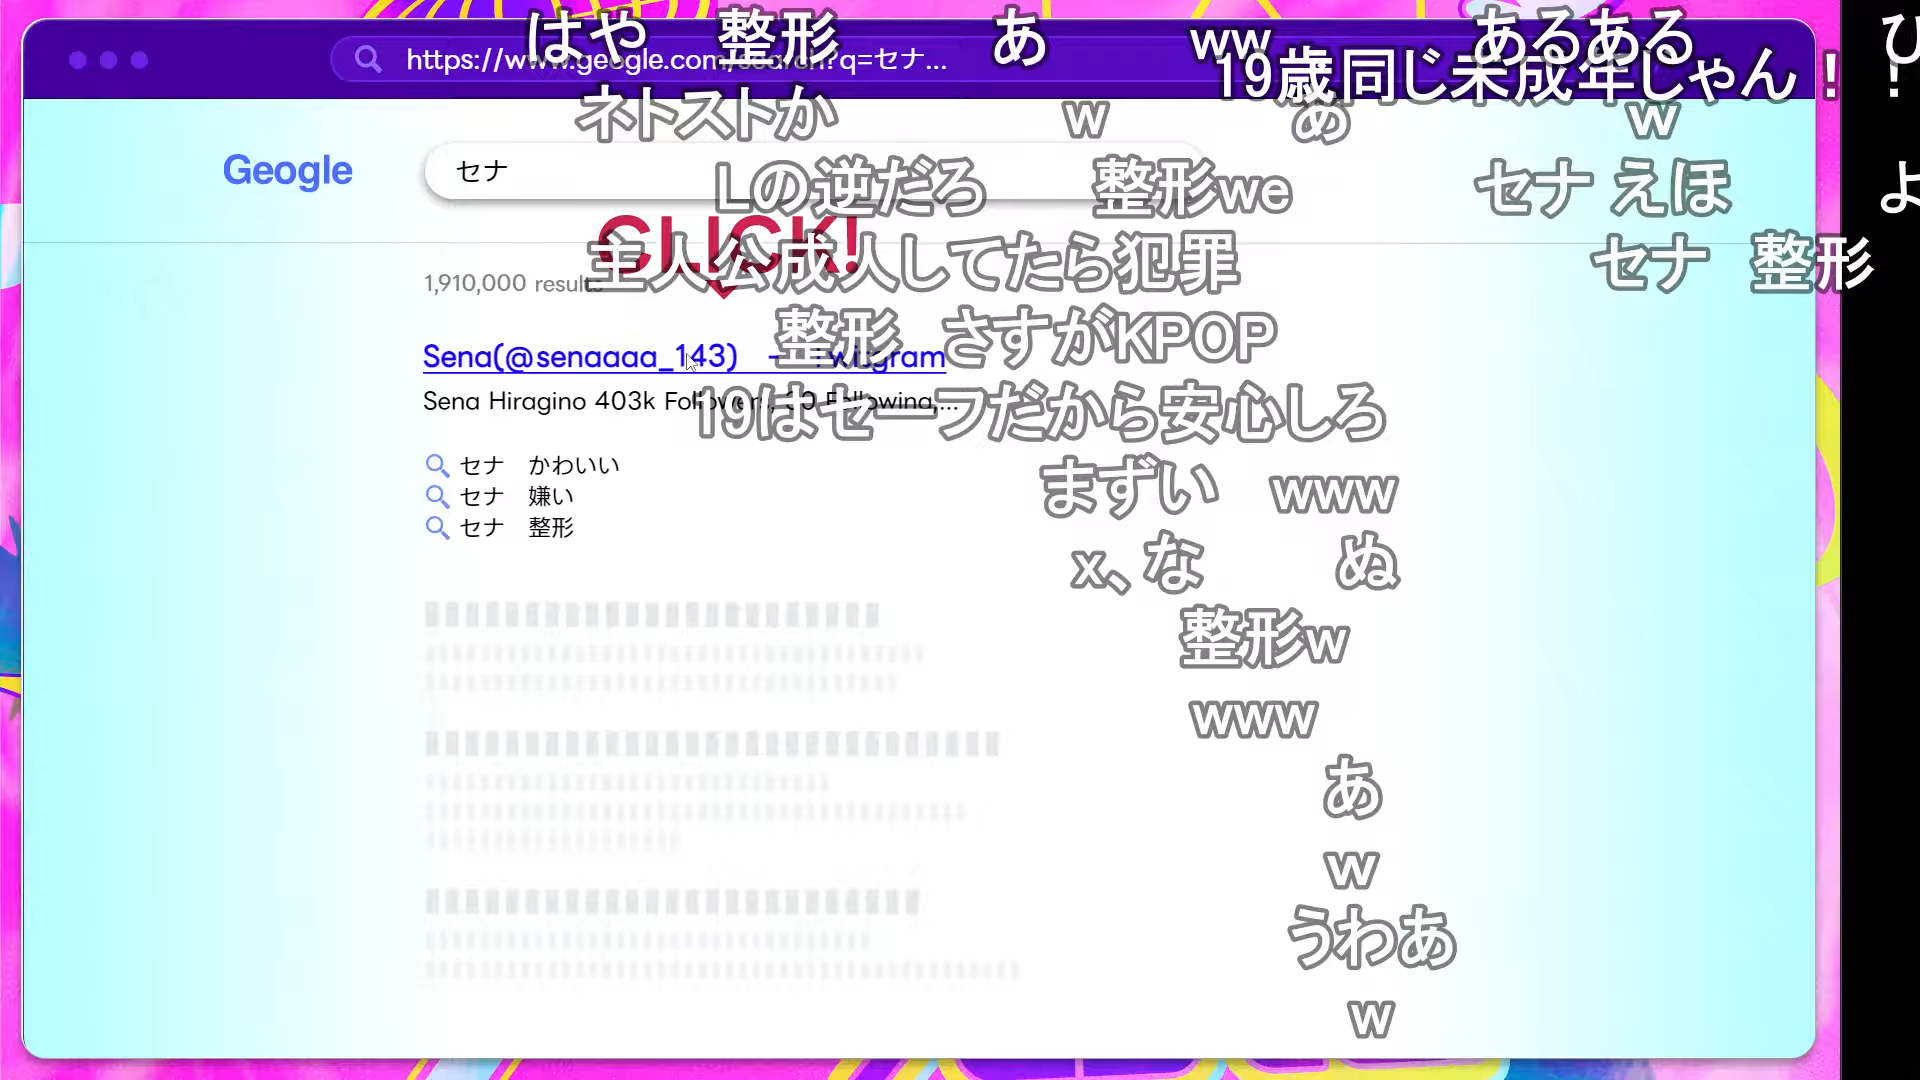 はや 整形 あ ww あるある ひ
https://www.geogle.com/search?q=セナ...
19歳同じ未成年じゃん！！
ネトストか w あ w
Geogle
セナ
Lの逆だろ 整形we セナ えほ よ
CLICK!
主人公成人してたら犯罪 セナ 整形
1,910,000 results
整形 さすがKPOP
Sena(@senaaaa_143) - Twitgram
Sena Hiragino 403k Followers, 80 Following,...
19はセーフだから安心しろ
セナ かわいい
セナ 嫌い
セナ 整形
まずい www
x、な ぬ
整形w
www
あ
w
うわあ
w